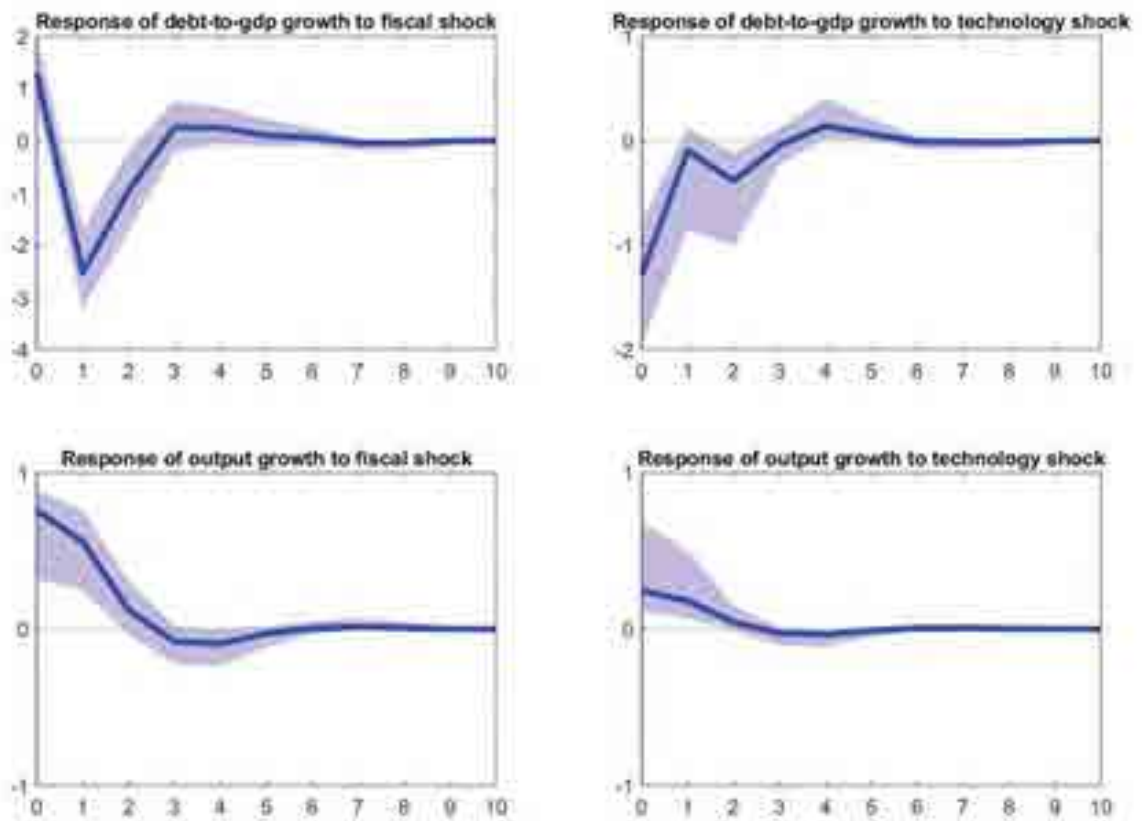 Response of debt-to-gdp growth to fiscal shock
2
1
0
-1
-2
-3
-4
0 1 2 3 4 5 6 7 8 9 10
Response of debt-to-gdp growth to technology shock
1
0
-1
-2
0 1 2 3 4 5 6 7 8 9 10
Response of output growth to fiscal shock
1
0
-1
0 1 2 3 4 5 6 7 8 9 10
Response of output growth to technology shock
1
0
-1
0 1 2 3 4 5 6 7 8 9 10